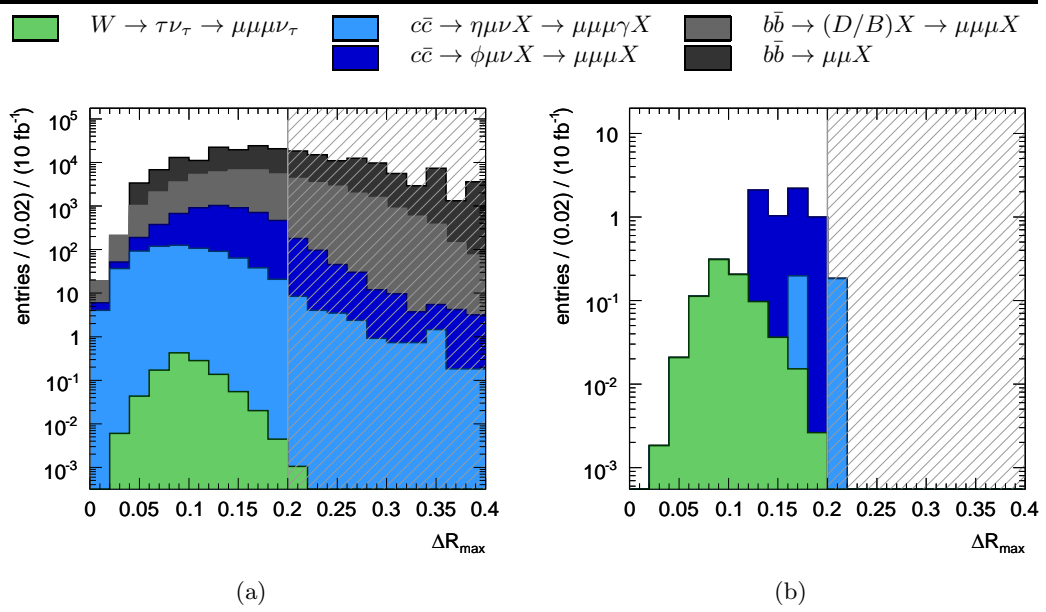 W → τν_τ → μμμν_τ
cc̄ → ημνX → μμμγX
bb̄ → (D/B)X → μμμX
cc̄ → ϕμνX → μμμX
bb̄ → μμX
entries / (0.02) / (10 fb⁻¹)
10⁵
10⁴
10³
10²
10
1
10⁻¹
10⁻²
10⁻³
0 0.05 0.1 0.15 0.2 0.25 0.3 0.35 0.4
ΔR_max
(a)
entries / (0.02) / (10 fb⁻¹)
10
1
10⁻¹
10⁻²
10⁻³
0 0.05 0.1 0.15 0.2 0.25 0.3 0.35 0.4
ΔR_max
(b)